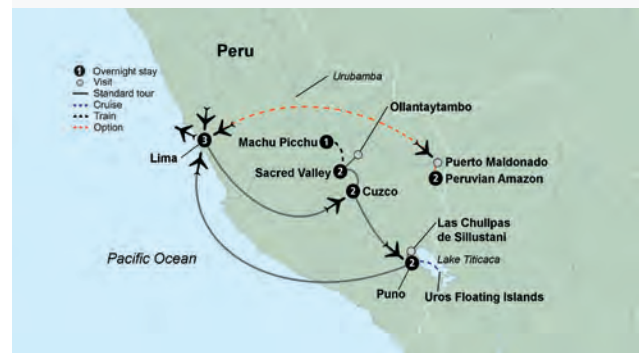 Peru
1 Overnight stay
Visit
Standard tour
Cruise
Train
Option
Urubamba
Ollantaytambo
3
Lima
Machu Picchu 1
Sacred Valley 2
2 Cuzco
Puerto Maldonado
2 Peruvian Amazon
Las Chullpas
de Sillustani
Lake Titicaca
Pacific Ocean
2
Puno
Uros Floating Islands